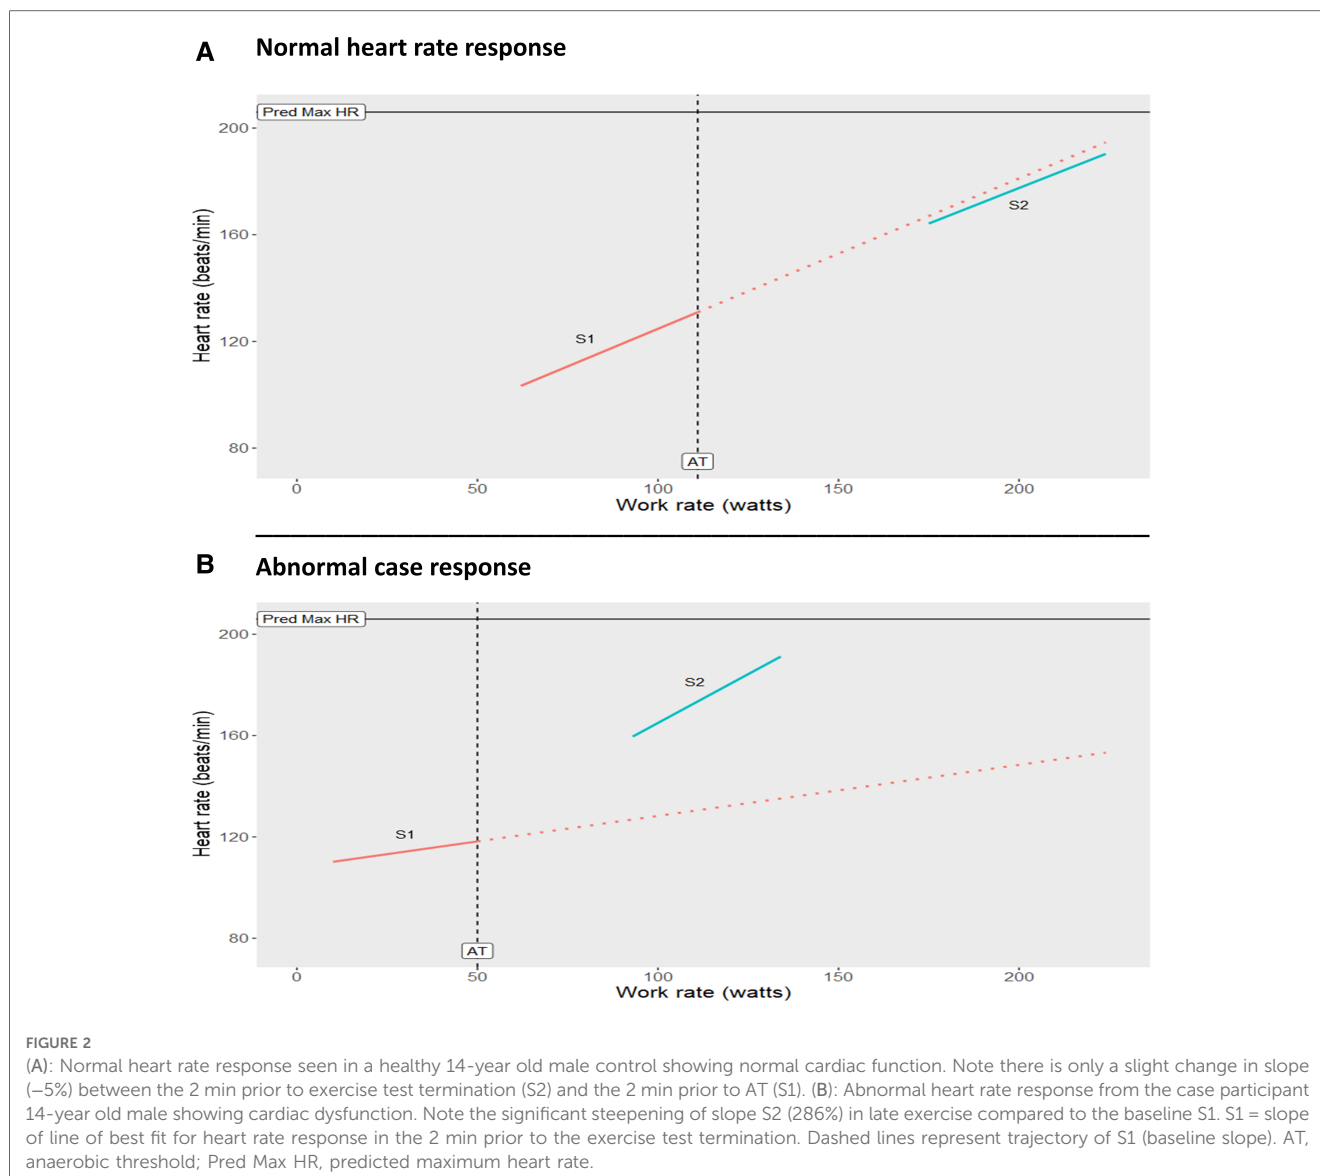 A Normal heart rate response
Pred Max HR
200
160
120
80
Heart rate (beats/min)
S1
S2
AT
0 50 100 150 200
Work rate (watts)
B Abnormal case response
Pred Max HR
200
160
120
80
Heart rate (beats/min)
S1
S2
AT
0 50 100 150 200
Work rate (watts)
FIGURE 2
(A): Normal heart rate response seen in a healthy 14-year old male control showing normal cardiac function. Note there is only a slight change in slope
(−5%) between the 2 min prior to exercise test termination (S2) and the 2 min prior to AT (S1). (B): Abnormal heart rate response from the case participant
14-year old male showing cardiac dysfunction. Note the significant steepening of slope S2 (286%) in late exercise compared to the baseline S1. S1 = slope
of line of best fit for heart rate response in the 2 min prior to the exercise test termination. Dashed lines represent trajectory of S1 (baseline slope). AT,
anaerobic threshold; Pred Max HR, predicted maximum heart rate.